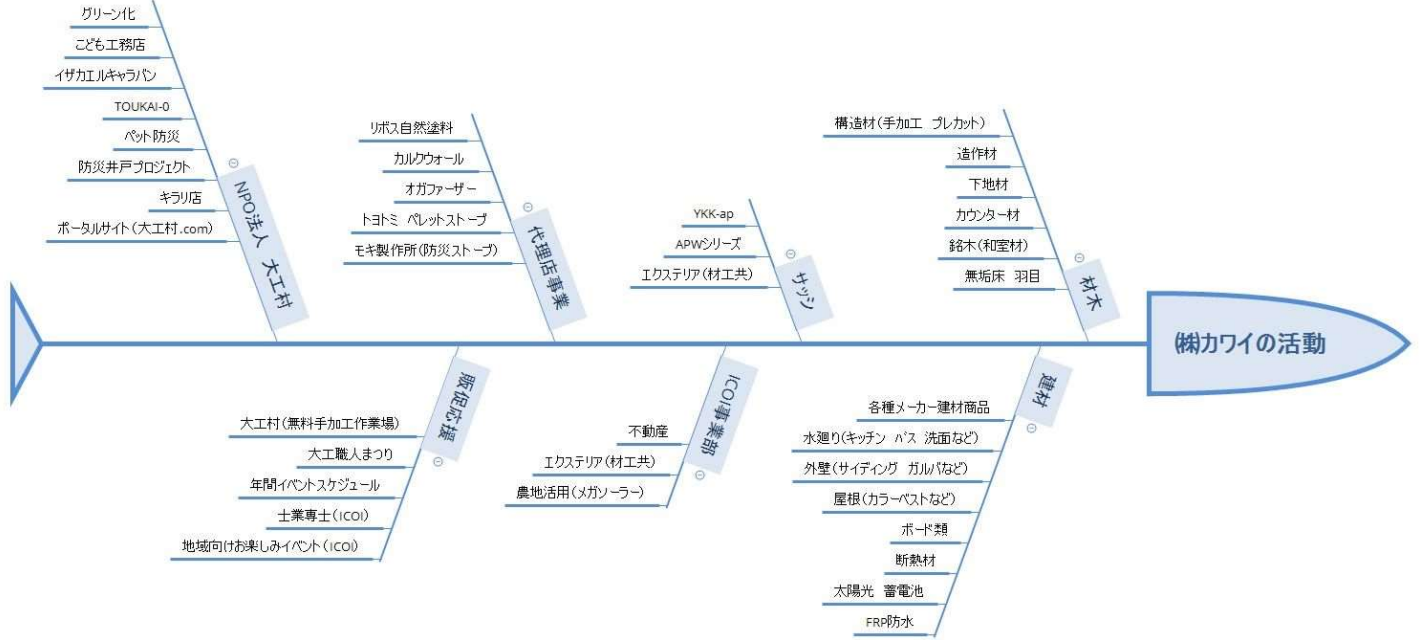 グリーン化
こども工務店
イザカエルキャラバン
TOUKAI-0
ペット防災
防災井戸プロジェクト
キラリ店
ポータルサイト(大工村.com)
NPO法人 大工村
リボス自然塗料
カルクウォール
オガファーザー
トヨトミ ペレットストーブ
モキ製作所(防災ストーブ)
代理店事業
YKK-ap
APWシリーズ
エクステリア(材工共)
サッシ
構造材(手加工 プレカット)
造作材
下地材
カウンター材
銘木(和室材)
無垢床 羽目
材木
㈱カワイの活動
販促応援
大工村(無料手加工作業場)
大工職人まつり
年間イベントスケジュール
士業専士(ICOI)
地域向けお楽しみイベント(ICOI)
ICOI事業部
不動産
エクステリア(材工共)
農地活用(メガソーラー)
建材
各種メーカー建材商品
水廻り(キッチン バス 洗面など)
外壁(サイディング ガルバなど)
屋根(カラーベストなど)
ボード類
断熱材
太陽光 蓄電池
FRP防水